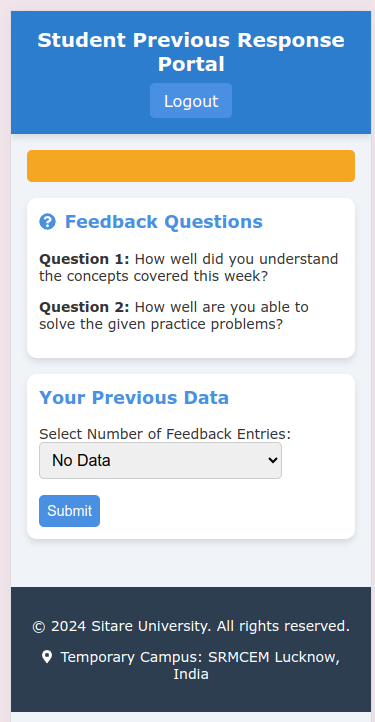 Student Previous Response
Portal
Logout
Feedback Questions
Question 1: How well did you understand
the concepts covered this week?
Question 2: How well are you able to
solve the given practice problems?
Your Previous Data
Select Number of Feedback Entries:
No Data
Submit
© 2024 Sitare University. All rights reserved.
Temporary Campus: SRMCEM Lucknow,
India